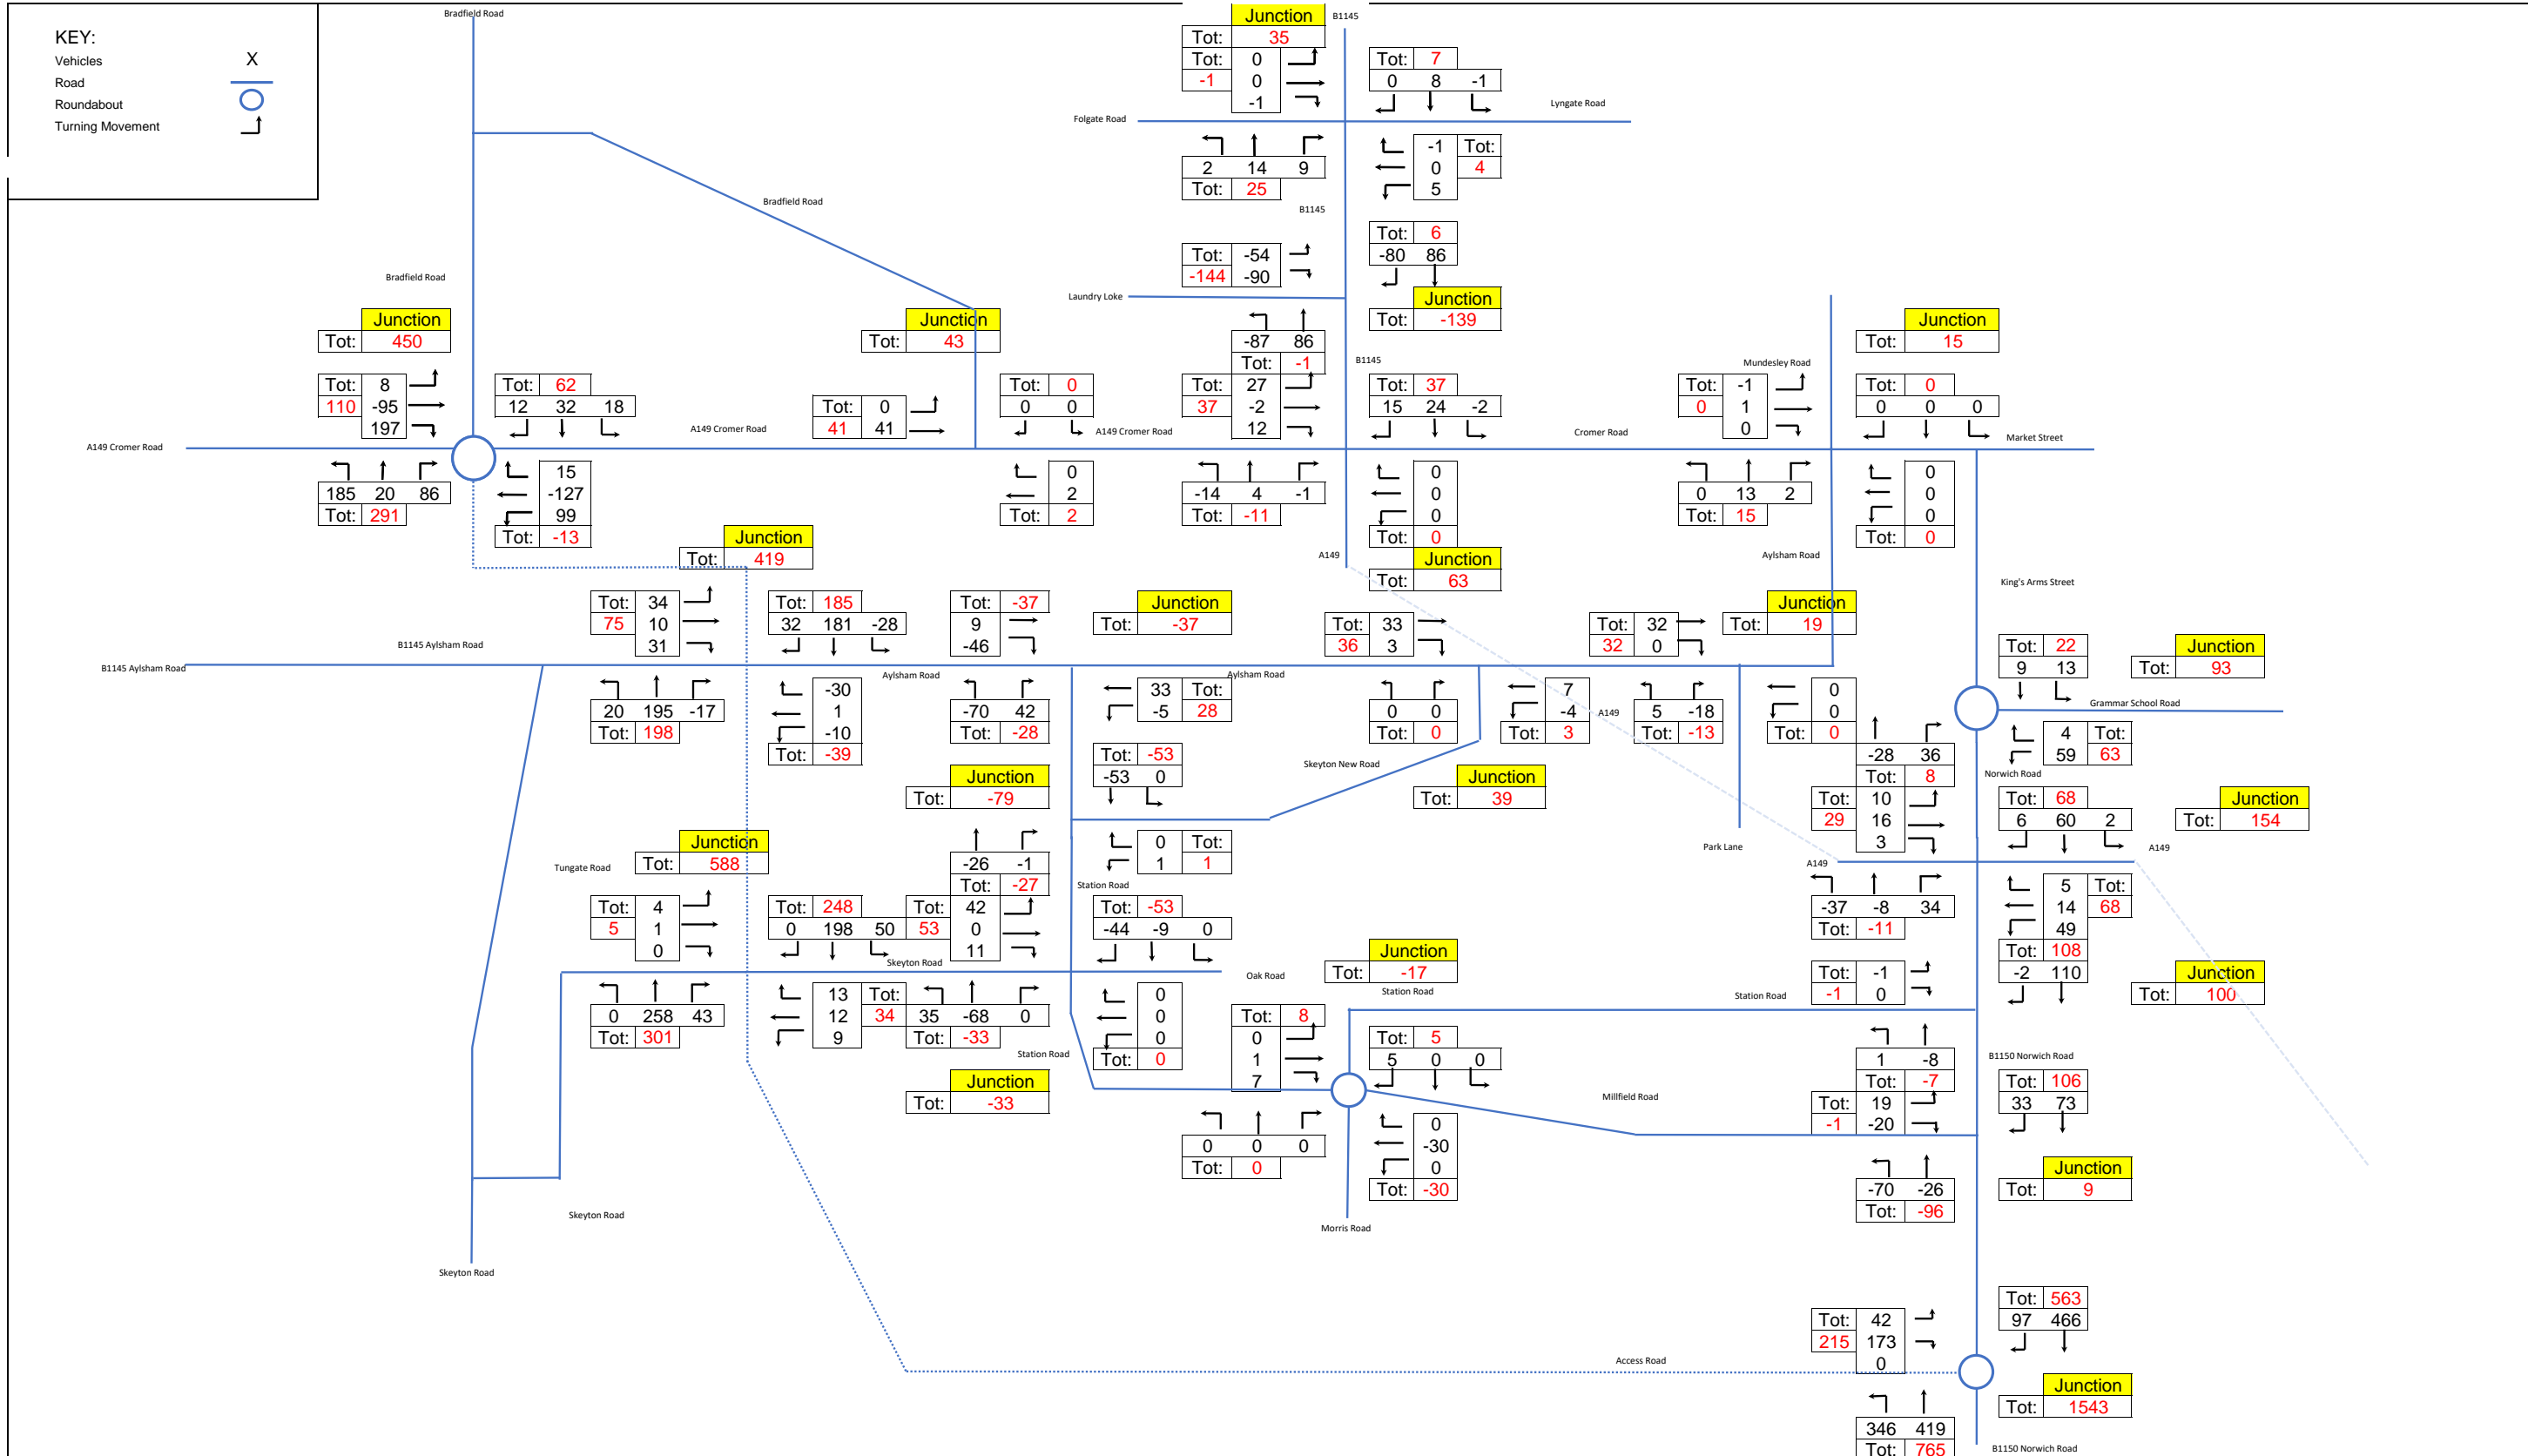 KEY:
Vehicles X
Road
Roundabout
Turning Movement
Bradfield Road
Junction
Tot: 35
B1145
Tot: 0
-1 0
-1
Tot: 7
0 8 -1
Folgate Road
Lyngate Road
2 14 9
Tot: 25
-1 Tot:
0 4
5
Bradfield Road
B1145
Tot: -54
-144 -90
Tot: 6
-80 86
Laundry Loke
Junction
Tot: -139
-87 86
Tot: -1
B1145
Bradfield Road
Junction
Tot: 450
Tot: 8
110 -95
197
Tot: 62
12 32 18
A149 Cromer Road
185 20 86
Tot: 291
15
-127
99
Tot: -13
A149 Cromer Road
Junction
Tot: 43
Tot: 0
41 41
Tot: 0
0 0
A149 Cromer Road
0
2
Tot: 2
Tot: 27
37 -2
12
Tot: 37
15 24 -2
Cromer Road
-14 4 -1
Tot: -11
0
0
0
Tot: 0
A149
Junction
Tot: 63
Mundesley Road
Junction
Tot: 15
Tot: -1
0 1
0
Tot: 0
0 0 0
Market Street
0 13 2
Tot: 15
0
0
0
Tot: 0
Aylsham Road
King's Arms Street
Junction
Tot: 419
Tot: 34
75 10
31
Tot: 185
32 181 -28
B1145 Aylsham Road
B1145 Aylsham Road
20 195 -17
Tot: 198
-30
1
-10
Tot: -39
Aylsham Road
Tot: -37
9
-46
Junction
Tot: -37
-70 42
Tot: -28
33 Tot:
-5 28
Aylsham Road
Tot: 33
36 3
0 0
Tot: 0
7
-4
Tot: 3
A149
Skeyton New Road
Junction
Tot: 39
Tot: 32
32 0
Junction
Tot: 19
5 -18
Tot: -13
0
0
Tot: 0
Park Lane
Tot: 22
9 13
Junction
Tot: 93
Grammar School Road
-28 36
Tot: 8
4 Tot:
59 63
Norwich Road
Junction
Tot: -79
Tot: -53
-53 0
-26 -1
Tot: -27
0 Tot:
1 1
Station Road
Tot: 10
29 16
3
Tot: 68
6 60 2
Junction
Tot: 154
A149
A149
-37 -8 34
Tot: -11
5 Tot:
14 68
49
Tungate Road
Junction
Tot: 588
Tot: 4
5 1
0
Tot: 248
0 198 50
Skeyton Road
0 258 43
Tot: 301
13 Tot:
12 34
9
Tot: 42
53 0
11
Tot: -53
-44 -9 0
Oak Road
35 -68 0
Tot: -33
0
0
0
Tot: 0
Station Road
Junction
Tot: -33
Junction
Tot: -17
Station Road
Tot: 8
0
1
7
Tot: 5
5 0 0
0 0 0
Tot: 0
0
-30
0
Tot: -30
Morris Road
Millfield Road
Station Road
Tot: -1
-1 0
Tot: 108
-2 110
Junction
Tot: 100
1 -8
Tot: -7
B1150 Norwich Road
Tot: 19
-1 -20
Tot: 106
33 73
-70 -26
Tot: -96
Junction
Tot: 9
Skeyton Road
Skeyton Road
Access Road
Tot: 42
215 173
0
Tot: 563
97 466
Junction
Tot: 1543
346 419
Tot: 765
B1150 Norwich Road